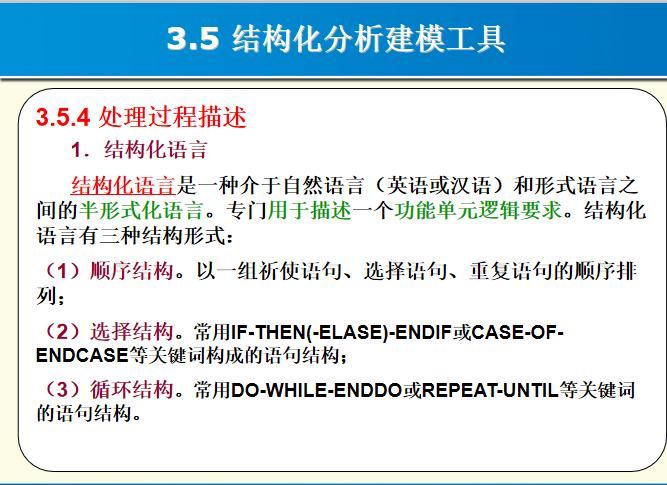 3.5 结构化分析建模工具
3.5.4 处理过程描述
1．结构化语言
结构化语言是一种介于自然语言（英语或汉语）和形式语言之
间的半形式化语言。专门用于描述一个功能单元逻辑要求。结构化
语言有三种结构形式：
（1）顺序结构。以一组祈使语句、选择语句、重复语句的顺序排
列；
（2）选择结构。常用IF-THEN(-ELASE)-ENDIF或CASE-OF-
ENDCASE等关键词构成的语句结构；
（3）循环结构。常用DO-WHILE-ENDDO或REPEAT-UNTIL等关键词
的语句结构。